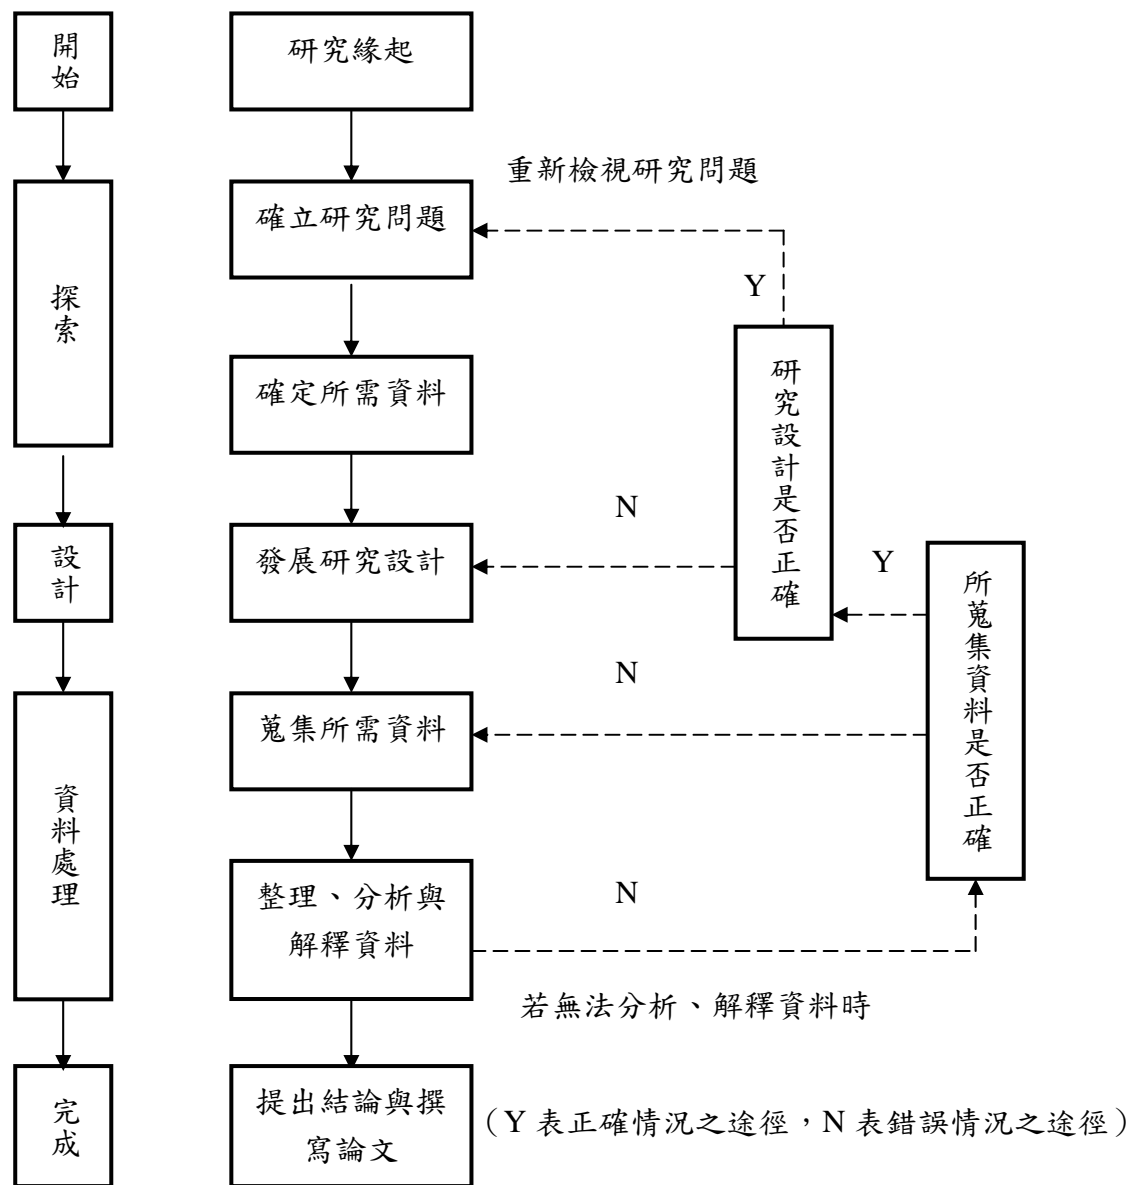 開始
研究緣起
重新檢視研究問題
確立研究問題
探索
Y
研究設計是否正確
確定所需資料
N
設計
發展研究設計
Y
所蒐集資料是否正確
N
蒐集所需資料
資料處理
整理、分析與
解釋資料
N
若無法分析、解釋資料時
完成
提出結論與撰
寫論文
（Y 表正確情況之途徑，N 表錯誤情況之途徑）